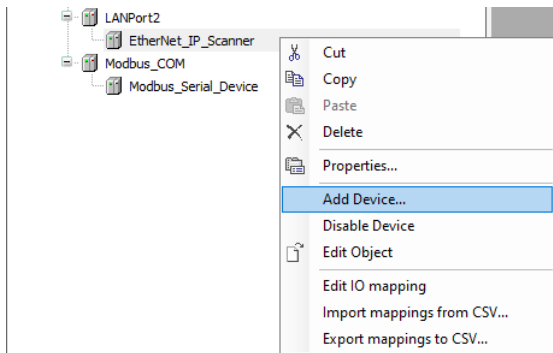 LANPort2
EtherNet_IP_Scanner
Modbus_COM
Modbus_Serial_Device
Cut
Copy
Paste
Delete
Properties...
Add Device...
Disable Device
Edit Object
Edit IO mapping
Import mappings from CSV...
Export mappings to CSV...